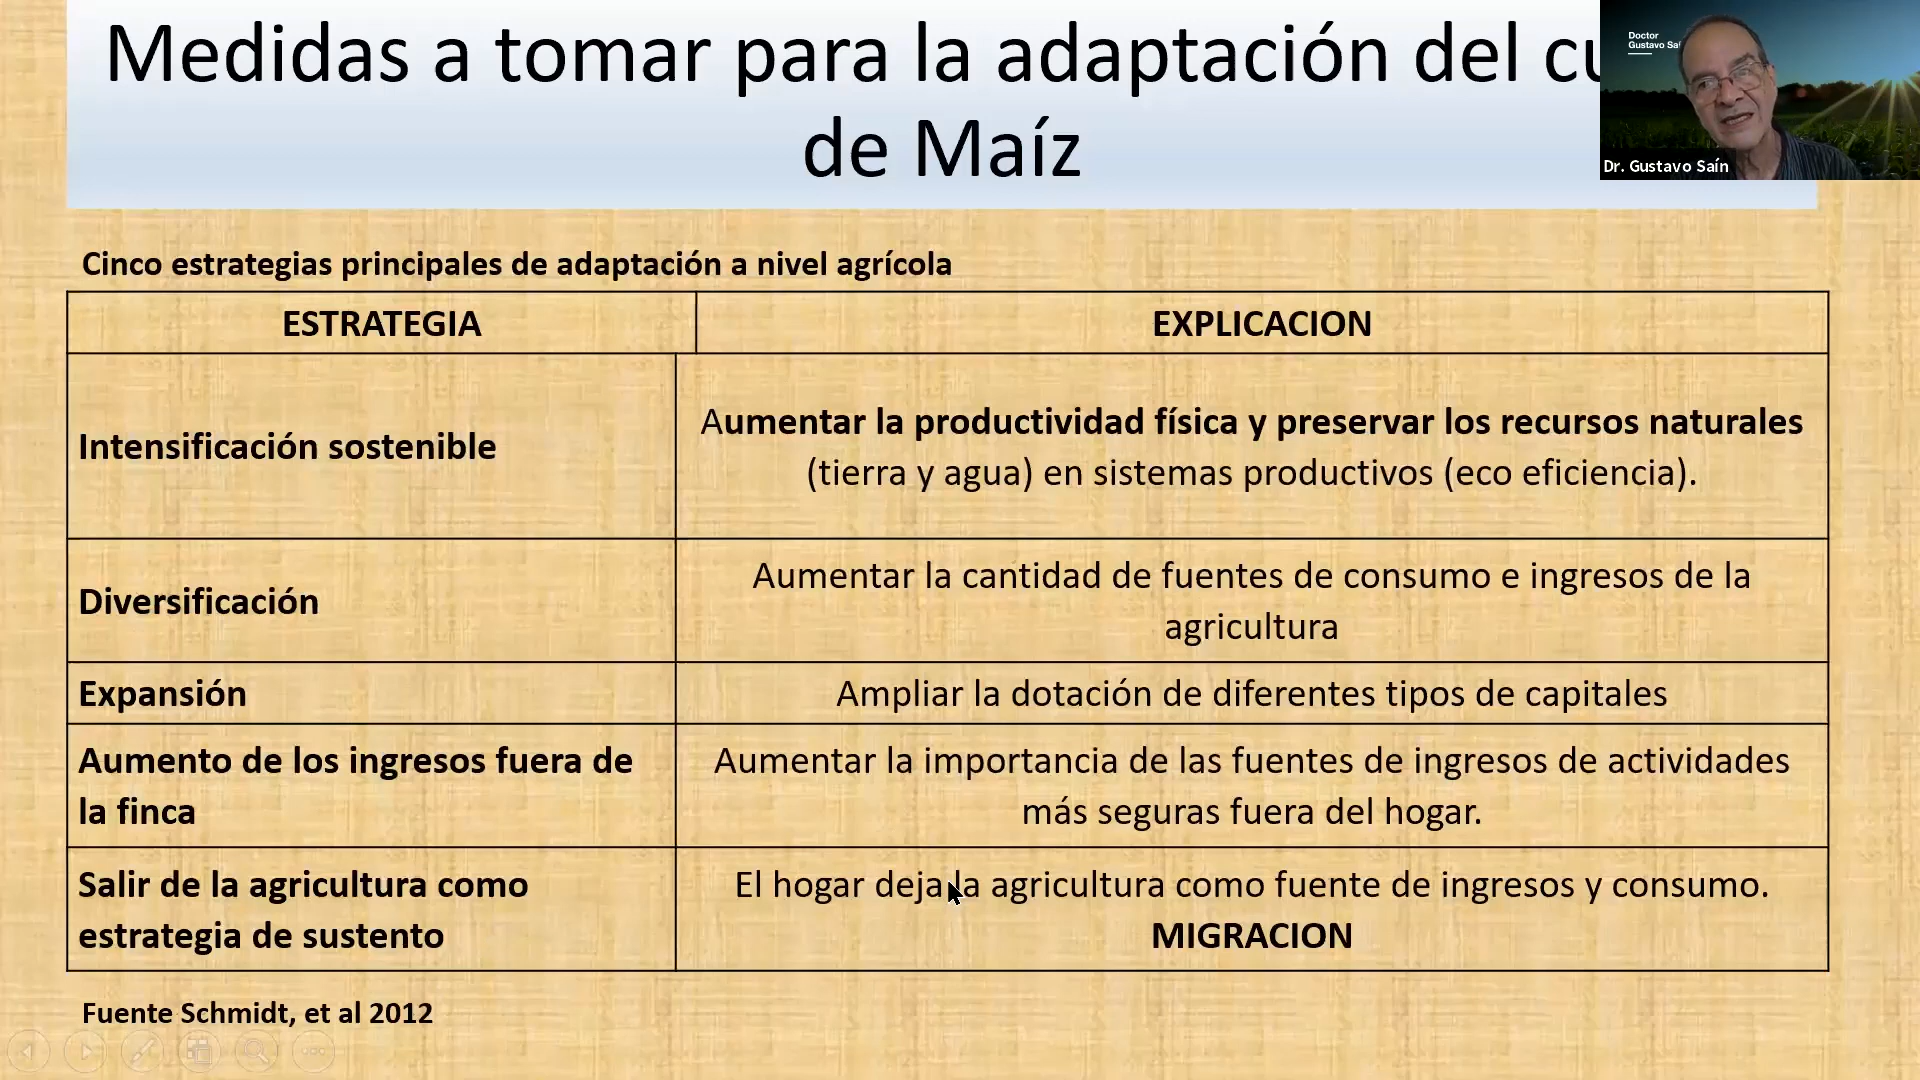 Medidas a tomar para la adaptación del
de Maíz
Doctor
Gustavo
Dr. Gustavo Saín
Cinco estrategias principales de adaptación a nivel agrícola
ESTRATEGIA
EXPLICACION
Intensificación sostenible
Aumentar la productividad física y preservar los recursos naturales
(tierra y agua) en sistemas productivos (eco eficiencia).
Diversificación
Aumentar la cantidad de fuentes de consumo e ingresos de la
agricultura
Expansión
Ampliar la dotación de diferentes tipos de capitales
Aumento de los ingresos fuera de
la finca
Aumentar la importancia de las fuentes de ingresos de actividades
más seguras fuera del hogar.
Salir de la agricultura como
estrategia de sustento
El hogar deja la agricultura como fuente de ingresos y consumo.
MIGRACION
Fuente Schmidt, et al 2012